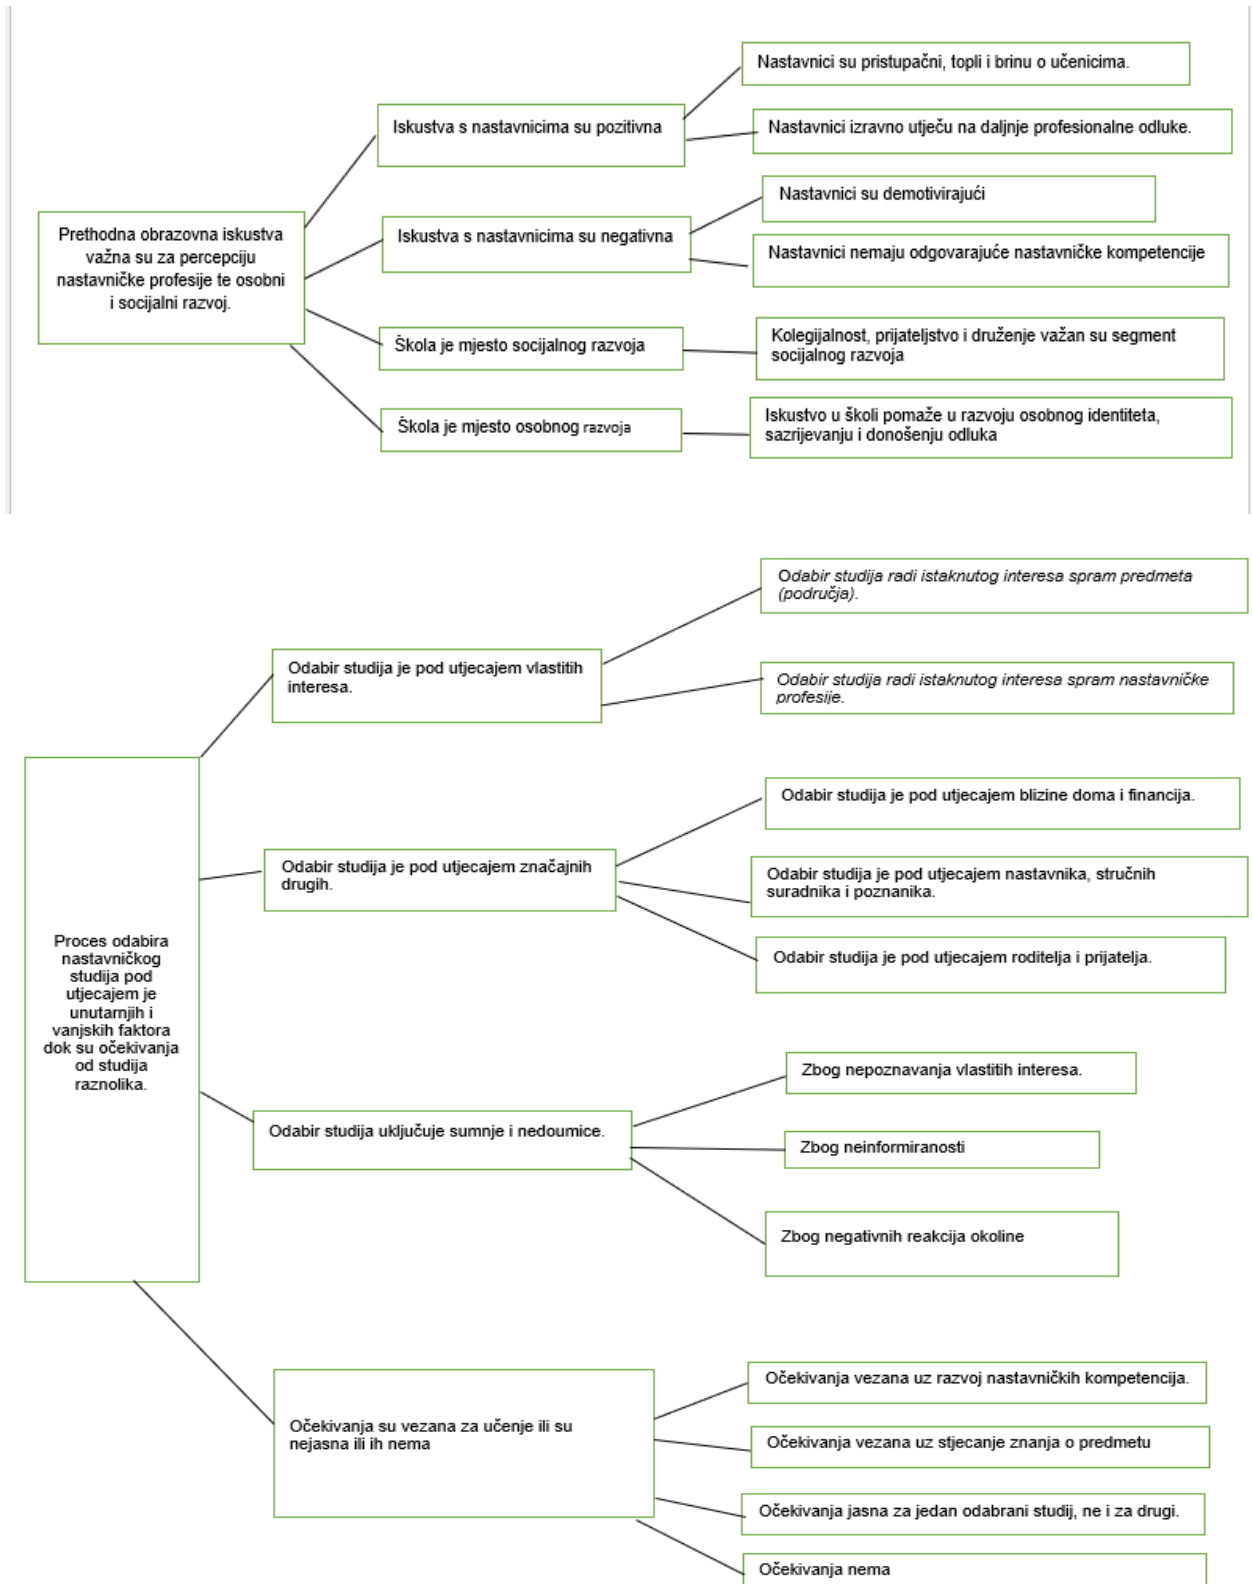 Nastavnici su pristupačni, topli i brinu o učenicima.
Iskustva s nastavnicima su pozitivna
Nastavnici izravno utječu na daljnje profesionalne odluke.
Nastavnici su demotivirajući
Prethodna obrazovna iskustva
važna su za percepciju
nastavničke profesije te osobni
i socijalni razvoj.
Iskustva s nastavnicima su negativna
Nastavnici nemaju odgovarajuće nastavničke kompetencije
Škola je mjesto socijalnog razvoja
Kolegijalnost, prijateljstvo i druženje važan su segment
socijalnog razvoja
Škola je mjesto osobnog razvoja
Iskustvo u školi pomaže u razvoju osobnog identiteta,
sazrijevanju i donošenju odluka
Odabir studija radi istaknutog interesa spram predmeta
(područja).
Odabir studija je pod utjecajem vlastitih
interesa.
Odabir studija radi istaknutog interesa spram nastavničke
profesije.
Odabir studija je pod utjecajem blizine doma i financija.
Odabir studija je pod utjecajem značajnih
drugih.
Odabir studija je pod utjecajem nastavnika, stručnih
suradnika i poznanika.
Odabir studija je pod utjecajem roditelja i prijatelja.
Proces odabira
nastavničkog
studija pod
utjecajem je
unutarnjih i
vanjskih faktora
dok su očekivanja
od studija
raznolika.
Zbog nepoznavanja vlastitih interesa.
Odabir studija uključuje sumnje i nedoumice.
Zbog neinformiranosti
Zbog negativnih reakcija okoline
Očekivanja vezana uz razvoj nastavničkih kompetencija.
Očekivanja su vezana za učenje ili su
nejasna ili ih nema
Očekivanja vezana uz stjecanje znanja o predmetu
Očekivanja jasna za jedan odabrani studij, ne i za drugi.
Očekivanja nema